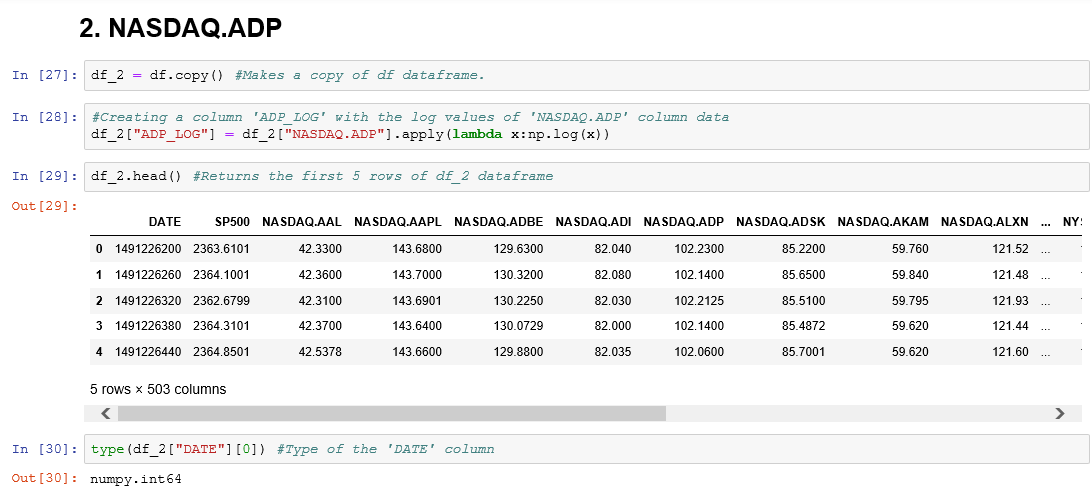 2. NASDAQ.ADP
In [27]: df_2 = df.copy() #Makes a copy of df dataframe.
In [28]: #Creating a column 'ADP_LOG' with the log values of 'NASDAQ.ADP' column data
df_2["ADP_LOG"] = df_2["NASDAQ.ADP"].apply(lambda x:np.log(x))
In [29]: df_2.head() #Returns the first 5 rows of df_2 dataframe
Out[29]:
DATE SP500 NASDAQ.AAL NASDAQ.AAPL NASDAQ.ADBE NASDAQ.ADI NASDAQ.ADP NASDAQ.ADSK NASDAQ.AKAM NASDAQ.ALXN ... NY
0 1491226200 2363.6101 42.3300 143.6800 129.6300 82.040 102.2300 85.2200 59.760 121.52 ...
1 1491226260 2364.1001 42.3600 143.7000 130.3200 82.080 102.1400 85.6500 59.840 121.48 ...
2 1491226320 2362.6799 42.3100 143.6901 130.2250 82.030 102.2125 85.5100 59.795 121.93 ...
3 1491226380 2364.3101 42.3700 143.6400 130.0729 82.000 102.1400 85.4872 59.620 121.44 ...
4 1491226440 2364.8501 42.5378 143.6600 129.8800 82.035 102.0600 85.7001 59.620 121.60 ...
5 rows × 503 columns
In [30]: type(df_2["DATE"][0]) #Type of the 'DATE' column
Out[30]: numpy.int64